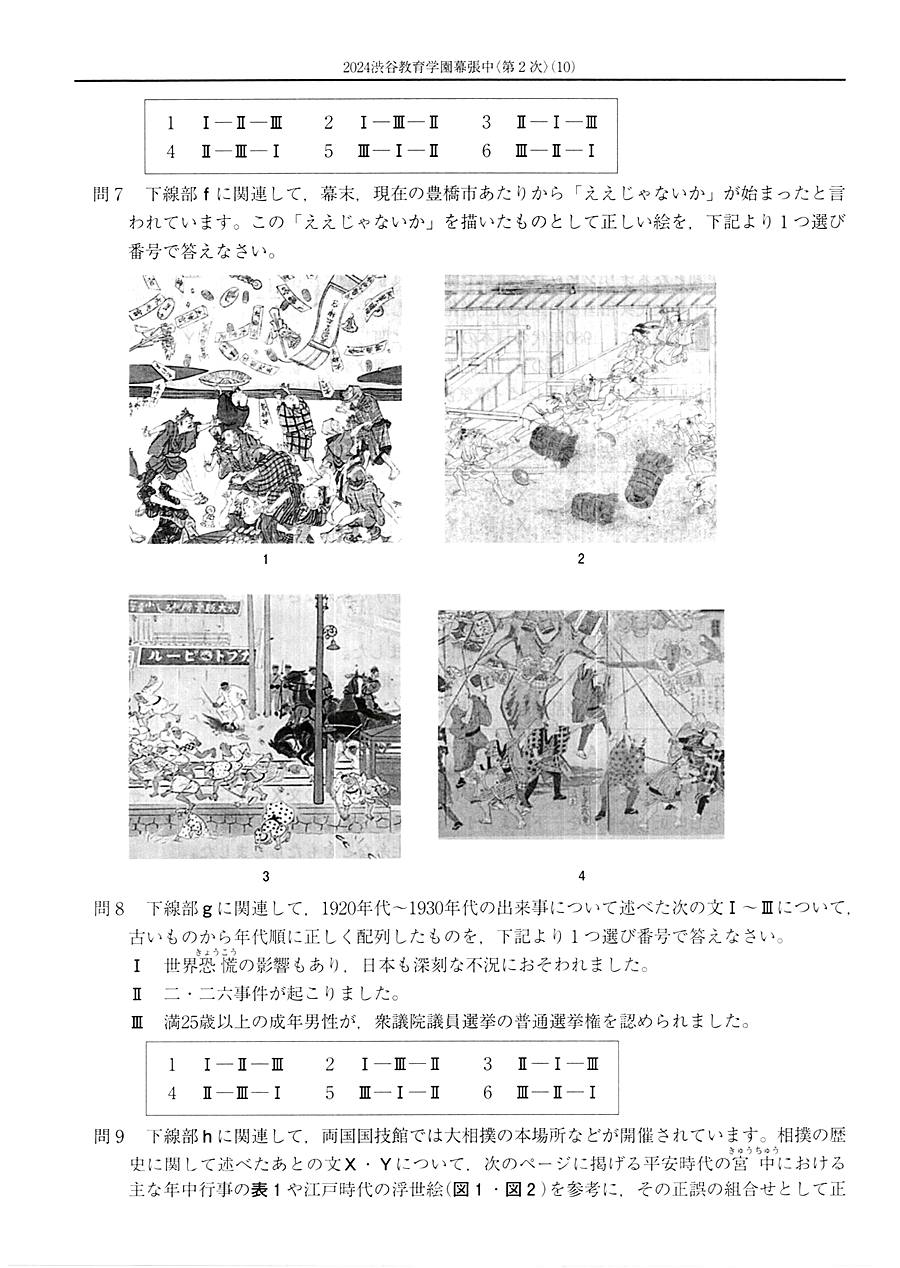 2024渋谷教育学園幕張中〈第2次〉(10)
1 Ⅰ―Ⅱ―Ⅲ 2 Ⅰ―Ⅲ―Ⅱ 3 Ⅱ―Ⅰ―Ⅲ
4 Ⅱ―Ⅲ―Ⅰ 5 Ⅲ―Ⅰ―Ⅱ 6 Ⅲ―Ⅱ―Ⅰ
問7 下線部fに関連して，幕末，現在の豊橋市あたりから「ええじゃないか」が始まったと言
われています。この「ええじゃないか」を描いたものとして正しい絵を，下記より1つ選び
番号で答えなさい。
1
2
カブトビール
3
4
問8 下線部gに関連して，1920年代～1930年代の出来事について述べた次の文Ⅰ～Ⅲについて，
古いものから年代順に正しく配列したものを，下記より1つ選び番号で答えなさい。
きょうこう
Ⅰ 世界恐慌の影響もあり，日本も深刻な不況におそわれました。
Ⅱ 二・二六事件が起こりました。
Ⅲ 満25歳以上の成年男性が，衆議院議員選挙の普通選挙権を認められました。
1 Ⅰ―Ⅱ―Ⅲ 2 Ⅰ―Ⅲ―Ⅱ 3 Ⅱ―Ⅰ―Ⅲ
4 Ⅱ―Ⅲ―Ⅰ 5 Ⅲ―Ⅰ―Ⅱ 6 Ⅲ―Ⅱ―Ⅰ
問9 下線部hに関連して，両国国技館では大相撲の本場所などが開催されています。相撲の歴
きゅうちゅう
史に関して述べたあとの文X・Yについて，次のページに掲げる平安時代の宮中における
主な年中行事の表1や江戸時代の浮世絵(図1・図2)を参考に，その正誤の組合せとして正